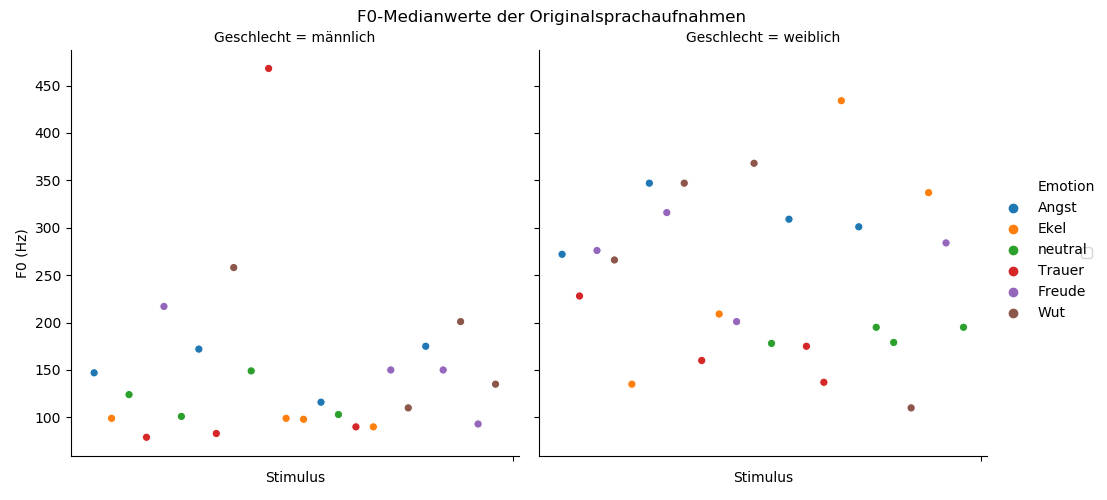 F0-Medianwerte der Originalsprachaufnahmen
Geschlecht = männlich
Geschlecht = weiblich
450
400
350
300
250
200
150
100
F0 (Hz)
Stimulus
Stimulus
Emotion
Angst
Ekel
neutral
Trauer
Freude
Wut